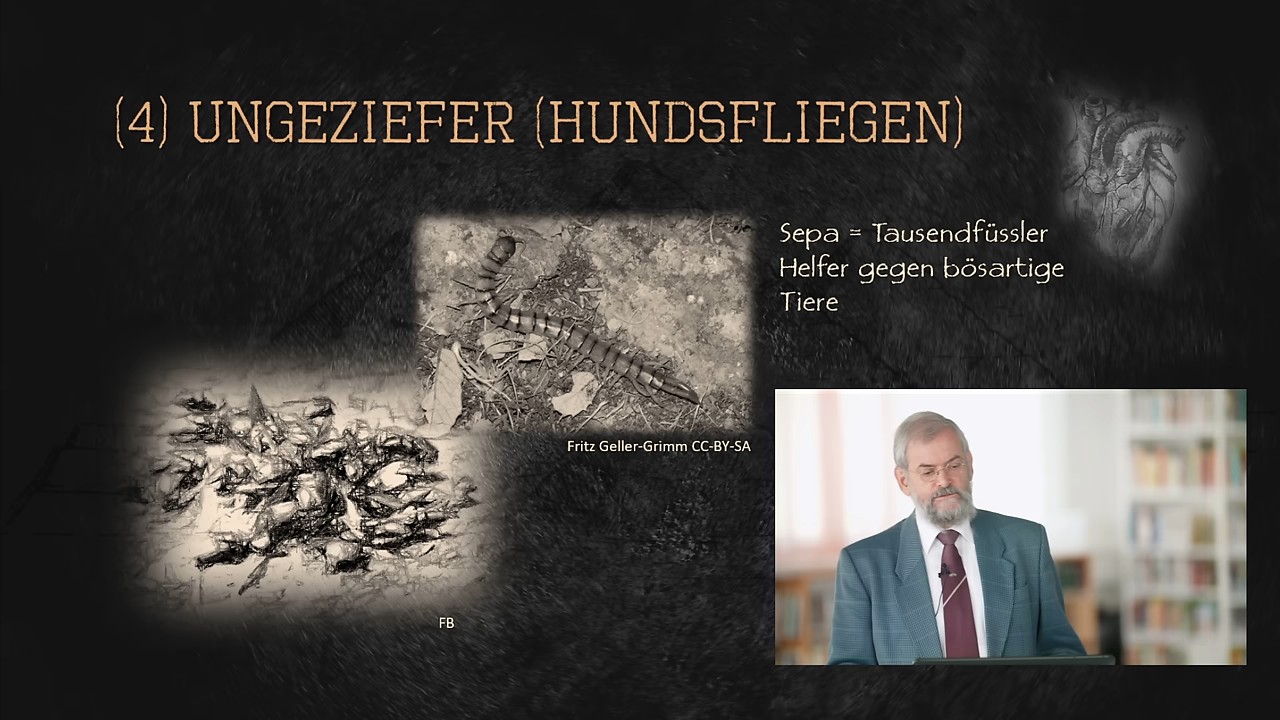 (4) UNGEZIEFER (HUNDSFLIEGEN)
Sepa = Tausendfüssler
Helfer gegen bösartige
Tiere
Fritz Geller-Grimm CC-BY-SA
FB